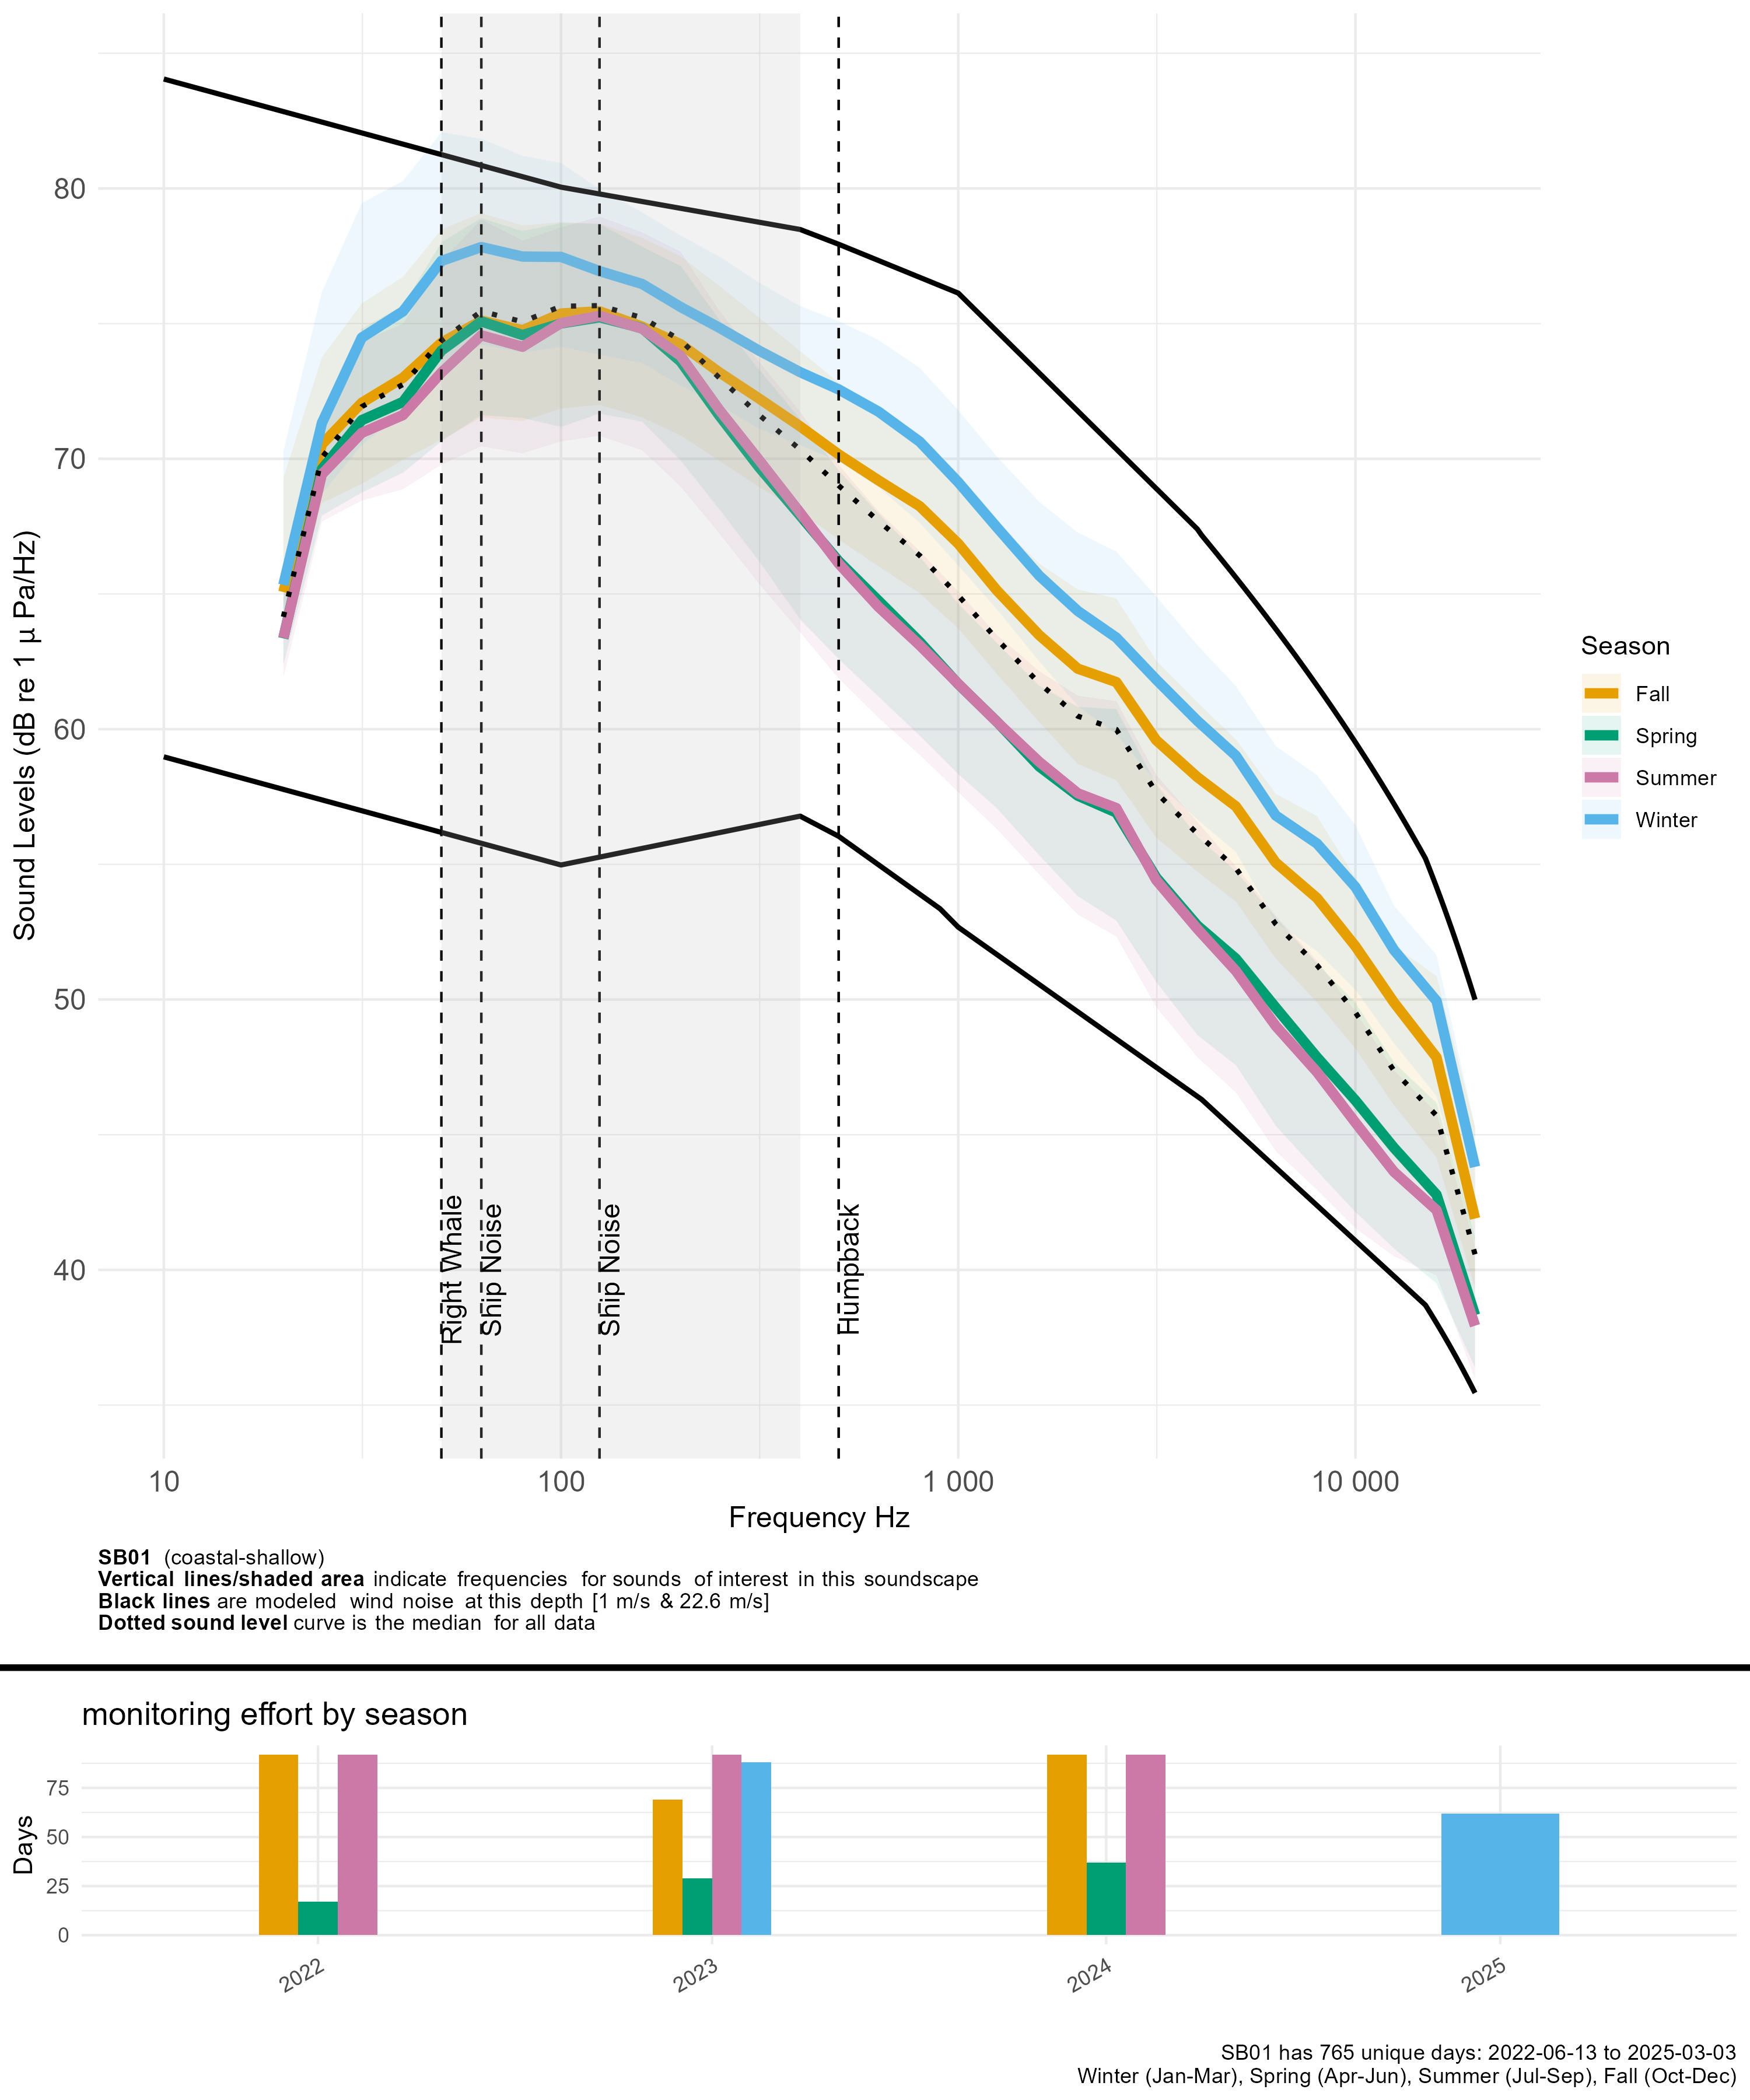 80
70
60
50
40
Sound Levels (dB re 1 µ Pa/Hz)
Right Whale
Ship Noise
Ship Noise
Humpback
10
100
1 000
10 000
Frequency Hz
Season
Fall
Spring
Summer
Winter
SB01 (coastal-shallow)
Vertical lines/shaded area indicate frequencies for sounds of interest in this soundscape
Black lines are modeled wind noise at this depth [1 m/s & 22.6 m/s]
Dotted sound level curve is the median for all data
monitoring effort by season
75
50
25
0
Days
2022
2023
2024
2025
SB01 has 765 unique days: 2022-06-13 to 2025-03-03
Winter (Jan-Mar), Spring (Apr-Jun), Summer (Jul-Sep), Fall (Oct-Dec)